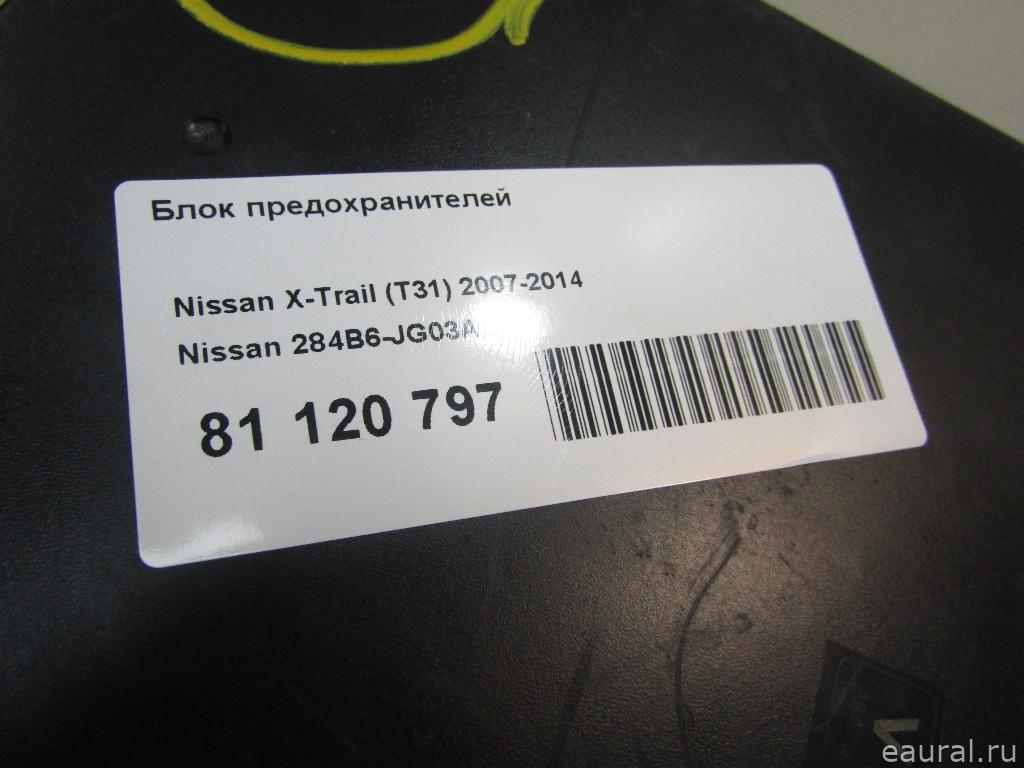 Блок предохранителей
Nissan X-Trail (T31) 2007-2014
Nissan 284B6-JG03A
81 120 797
eaural.ru